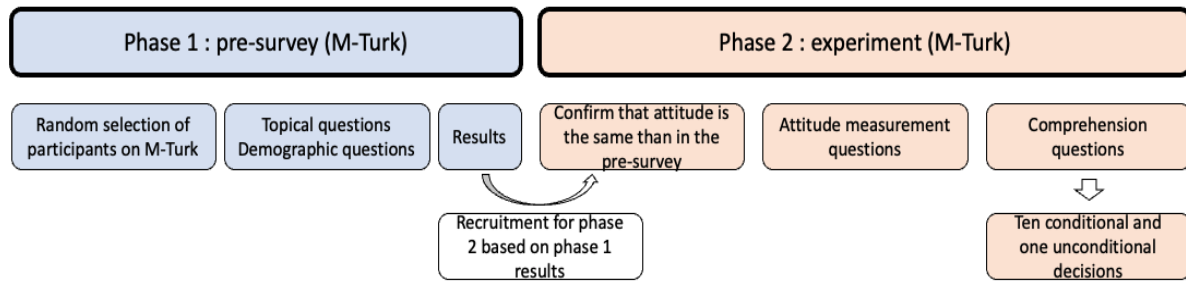 Phase 1 : pre-survey (M-Turk)
Phase 2 : experiment (M-Turk)
Random selection of
participants on M-Turk
Topical questions
Demographic questions
Results
Confirm that attitude is
the same than in the
pre-survey
Attitude measurement
questions
Comprehension
questions
Recruitment for phase
2 based on phase 1
results
Ten conditional and
one unconditional
decisions